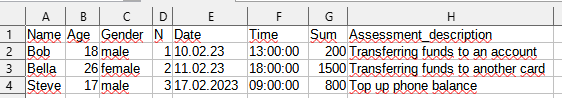 A B C D E F G H
1 Name Age Gender N Date Time Sum Assessment_description
2 Bob 18 male 1 10.02.23 13:00:00 200 Transferring funds to an account
3 Bella 26 female 2 11.02.23 18:00:00 1500 Transferring funds to another card
4 Steve 17 male 3 17.02.2023 09:00:00 800 Top up phone balance